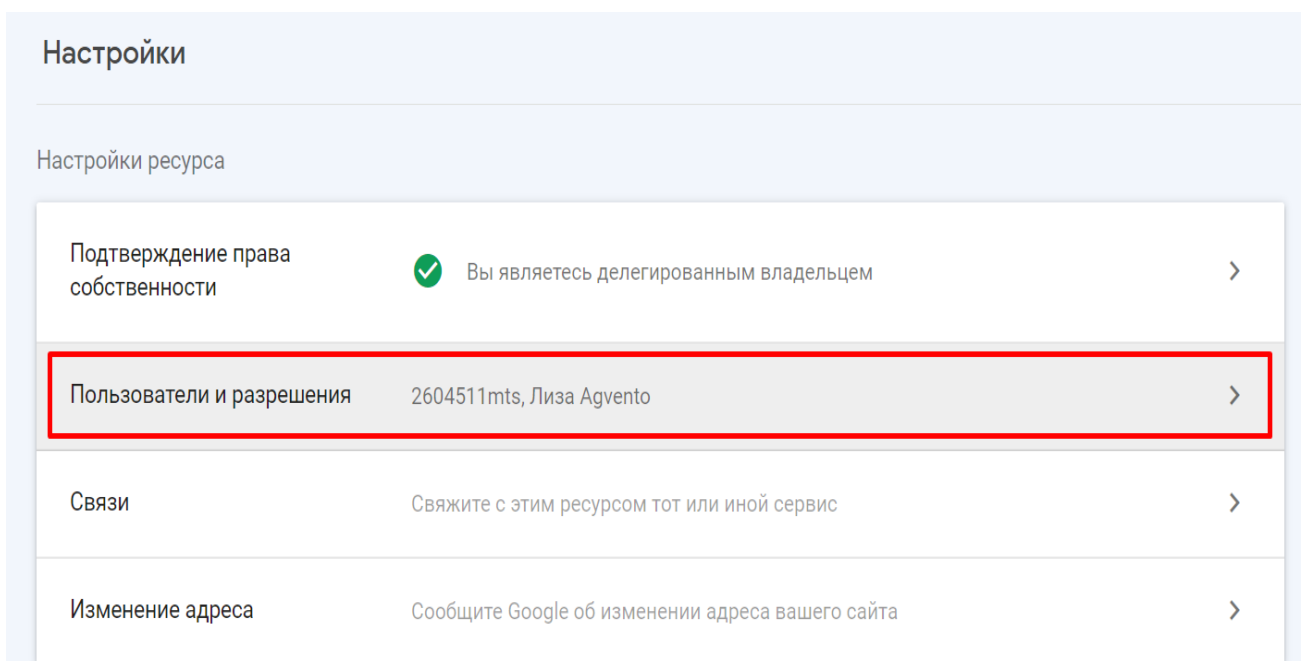 Настройки
Настройки ресурса
Подтверждение права
собственности
Вы являетесь делегированным владельцем
Пользователи и разрешения
2604511mts, Лиза Agvento
Связи
Свяжите с этим ресурсом тот или иной сервис
Изменение адреса
Сообщите Google об изменении адреса вашего сайта